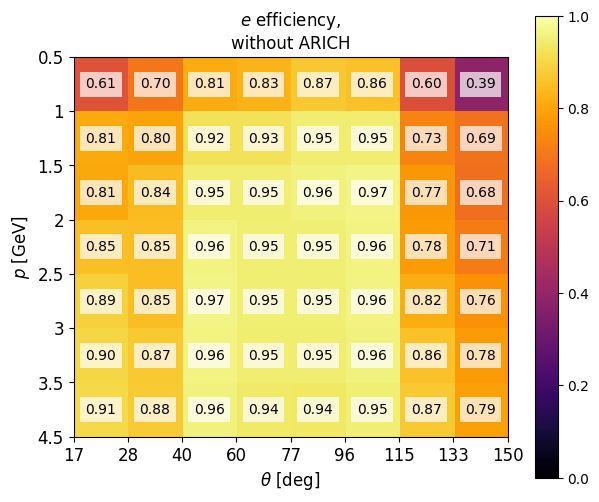 e efficiency,
without ARICH
0.5
0.61 0.70 0.81 0.83 0.87 0.86 0.60 0.39
1
0.81 0.80 0.92 0.93 0.95 0.95 0.73 0.69
1.5
0.81 0.84 0.95 0.95 0.96 0.97 0.77 0.68
2
0.85 0.85 0.96 0.95 0.95 0.96 0.78 0.71
2.5
0.89 0.85 0.97 0.95 0.95 0.96 0.82 0.76
3
0.90 0.87 0.96 0.95 0.95 0.96 0.86 0.78
3.5
0.91 0.88 0.96 0.94 0.94 0.95 0.87 0.79
4.5
p [GeV]
17 28 40 60 77 96 115 133 150
θ [deg]
1.0
0.8
0.6
0.4
0.2
0.0